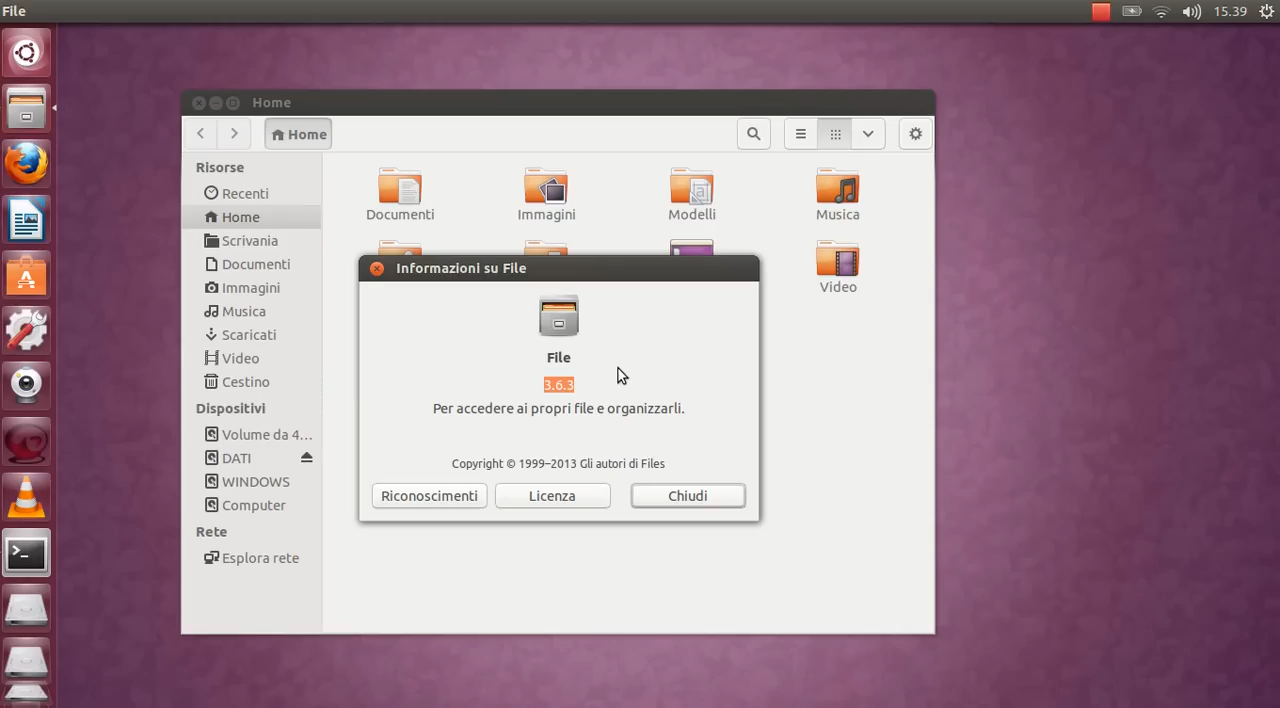 File
15.39
Home
Home
Risorse
Recenti
Home
Scrivania
Documenti
Immagini
Musica
Scaricati
Video
Cestino
Dispositivi
Volume da 4...
DATI
WINDOWS
Computer
Rete
Esplora rete
Documenti
Immagini
Modelli
Musica
Video
Informazioni su File
File
3.6.3
Per accedere ai propri file e organizzarli.
Copyright © 1999–2013 Gli autori di Files
Riconoscimenti
Licenza
Chiudi